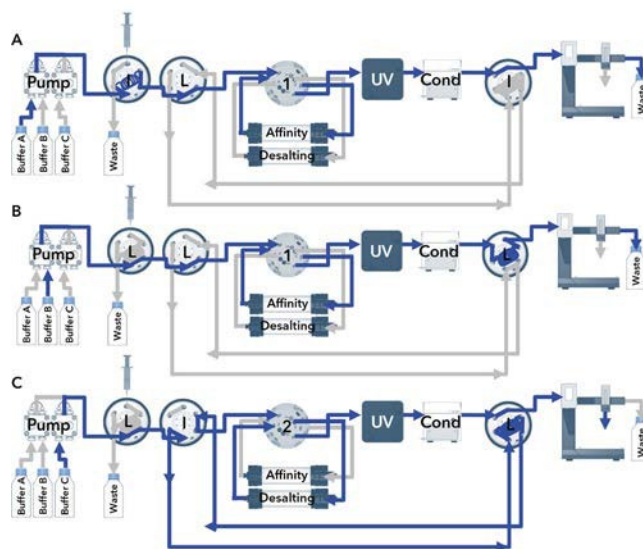 A
Pump
I
L
1
UV
Cond
I
Affinity
Desalting
Buffer A
Buffer B
Buffer C
Waste
Waste
B
Pump
L
L
1
UV
Cond
L
Affinity
Desalting
Buffer A
Buffer B
Buffer C
Waste
Waste
C
Pump
L
I
2
UV
Cond
L
Affinity
Desalting
Buffer A
Buffer B
Buffer C
Waste
Waste